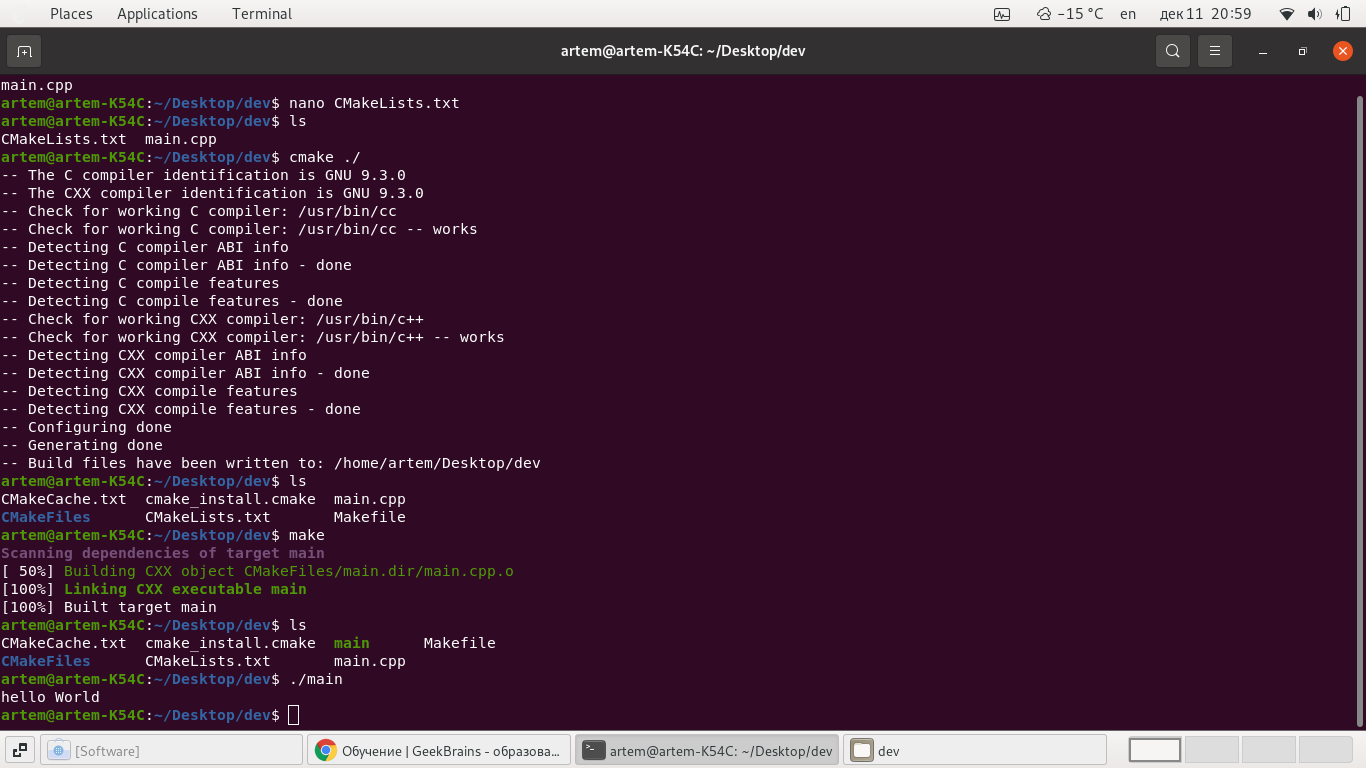 Places Applications Terminal -15 °C en дек 11 20:59
artem@artem-K54C: ~/Desktop/dev
main.cpp
artem@artem-K54C:~/Desktop/dev$ nano CMakeLists.txt
artem@artem-K54C:~/Desktop/dev$ ls
CMakeLists.txt  main.cpp
artem@artem-K54C:~/Desktop/dev$ cmake ./
-- The C compiler identification is GNU 9.3.0
-- The CXX compiler identification is GNU 9.3.0
-- Check for working C compiler: /usr/bin/cc
-- Check for working C compiler: /usr/bin/cc -- works
-- Detecting C compiler ABI info
-- Detecting C compiler ABI info - done
-- Detecting C compile features
-- Detecting C compile features - done
-- Check for working CXX compiler: /usr/bin/c++
-- Check for working CXX compiler: /usr/bin/c++ -- works
-- Detecting CXX compiler ABI info
-- Detecting CXX compiler ABI info - done
-- Detecting CXX compile features
-- Detecting CXX compile features - done
-- Configuring done
-- Generating done
-- Build files have been written to: /home/artem/Desktop/dev
artem@artem-K54C:~/Desktop/dev$ ls
CMakeCache.txt  cmake_install.cmake  main.cpp
CMakeFiles      CMakeLists.txt       Makefile
artem@artem-K54C:~/Desktop/dev$ make
Scanning dependencies of target main
[ 50%] Building CXX object CMakeFiles/main.dir/main.cpp.o
[100%] Linking CXX executable main
[100%] Built target main
artem@artem-K54C:~/Desktop/dev$ ls
CMakeCache.txt  cmake_install.cmake  main      Makefile
CMakeFiles      CMakeLists.txt       main.cpp
artem@artem-K54C:~/Desktop/dev$ ./main
hello World
artem@artem-K54C:~/Desktop/dev$
[Software] Обучение | GeekBrains - образова... artem@artem-K54C: ~/Desktop/dev dev